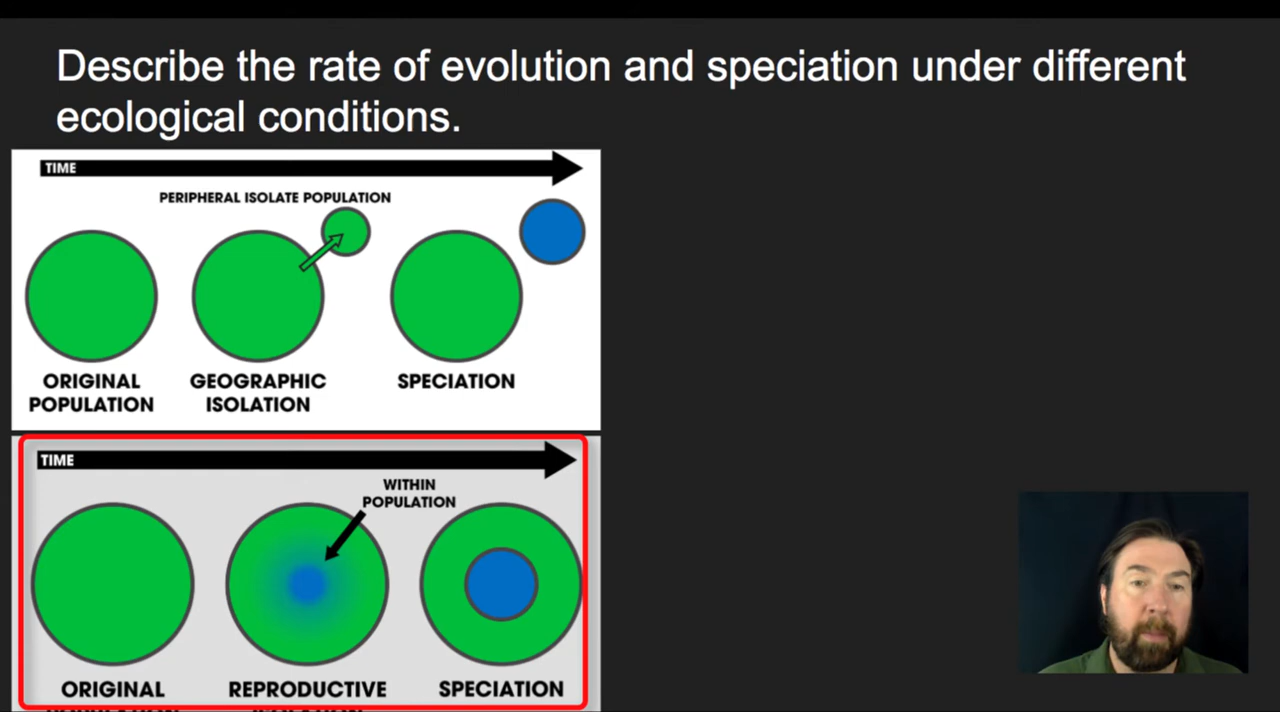 Describe the rate of evolution and speciation under different
ecological conditions.
TIME
PERIPHERAL ISOLATE POPULATION
ORIGINAL
POPULATION
GEOGRAPHIC
ISOLATION
SPECIATION
TIME
WITHIN
POPULATION
ORIGINAL
REPRODUCTIVE
SPECIATION